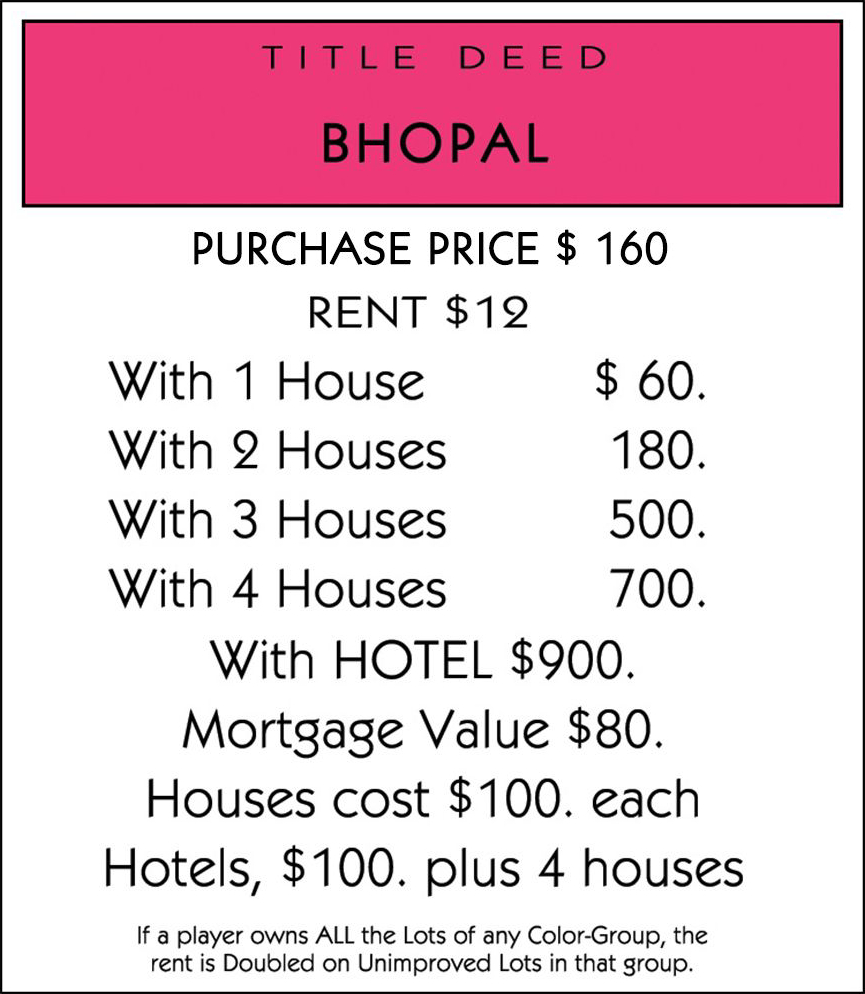 TITLE DEED
BHOPAL
PURCHASE PRICE $ 160
RENT $12
With 1 House $ 60.
With 2 Houses 180.
With 3 Houses 500.
With 4 Houses 700.
With HOTEL $900.
Mortgage Value $80.
Houses cost $100. each
Hotels, $100. plus 4 houses
If a player owns ALL the Lots of any Color-Group, the
rent is Doubled on Unimproved Lots in that group.